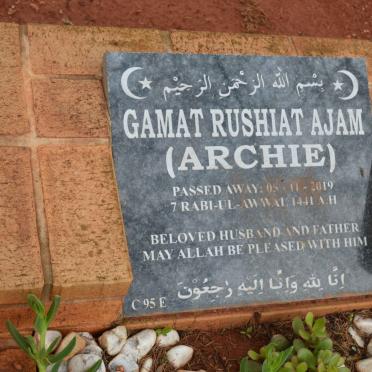 بسم الله الرحمن الرحيم
GAMAT RUSHIAT AJAM
(ARCHIE)
PASSED AWAY: 05 - 11 - 2019
7 RABI-UL-AWWAL 1441 A.H
BELOVED HUSBAND AND FATHER
MAY ALLAH BE PLEASED WITH HIM
إنا لله وإنا إليه راجعون
C 95 E